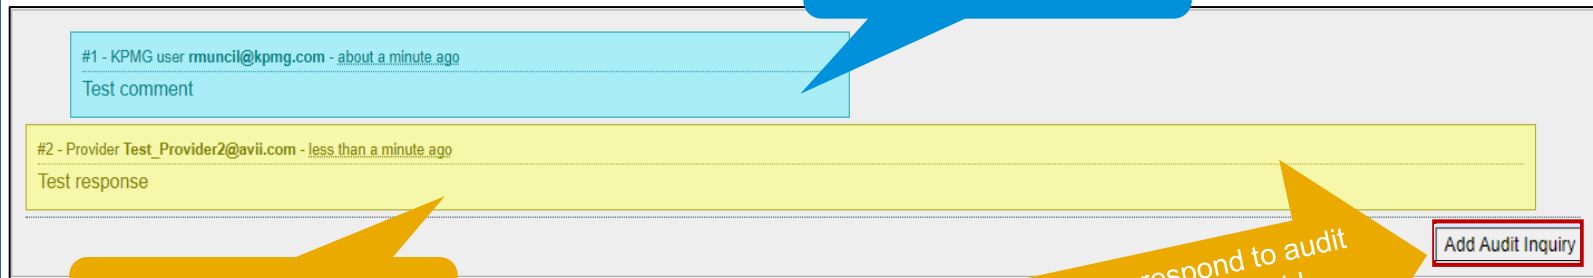 #1 - KPMG user rmuncil@kpmg.com - about a minute ago
Test comment
#2 - Provider Test_Provider2@avii.com - less than a minute ago
Test response
respond to audit
Add Audit Inquiry